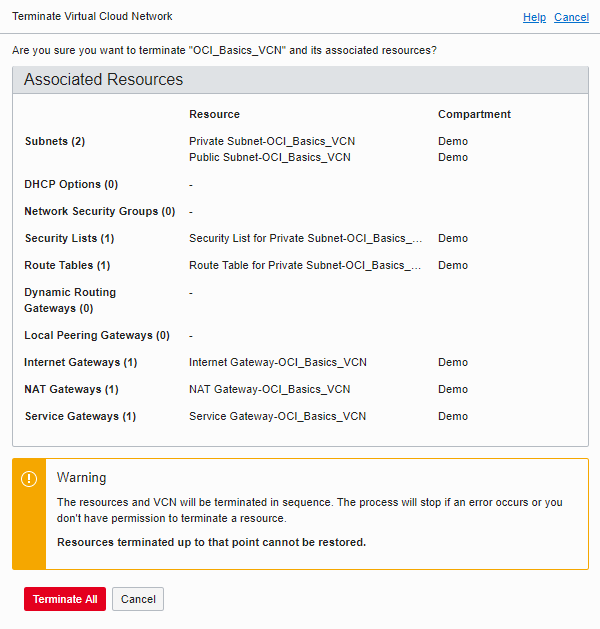 Terminate Virtual Cloud Network Help Cancel
Are you sure you want to terminate "OCI_Basics_VCN" and its associated resources?
Associated Resources
Resource Compartment
Subnets (2) Private Subnet-OCI_Basics_VCN Demo
Public Subnet-OCI_Basics_VCN Demo
DHCP Options (0) -
Network Security Groups (0) -
Security Lists (1) Security List for Private Subnet-OCI_Basics_... Demo
Route Tables (1) Route Table for Private Subnet-OCI_Basics_... Demo
Dynamic Routing -
Gateways (0)
Local Peering Gateways (0) -
Internet Gateways (1) Internet Gateway-OCI_Basics_VCN Demo
NAT Gateways (1) NAT Gateway-OCI_Basics_VCN Demo
Service Gateways (1) Service Gateway-OCI_Basics_VCN Demo
Warning
The resources and VCN will be terminated in sequence. The process will stop if an error occurs or you
don't have permission to terminate a resource.
Resources terminated up to that point cannot be restored.
Terminate All Cancel